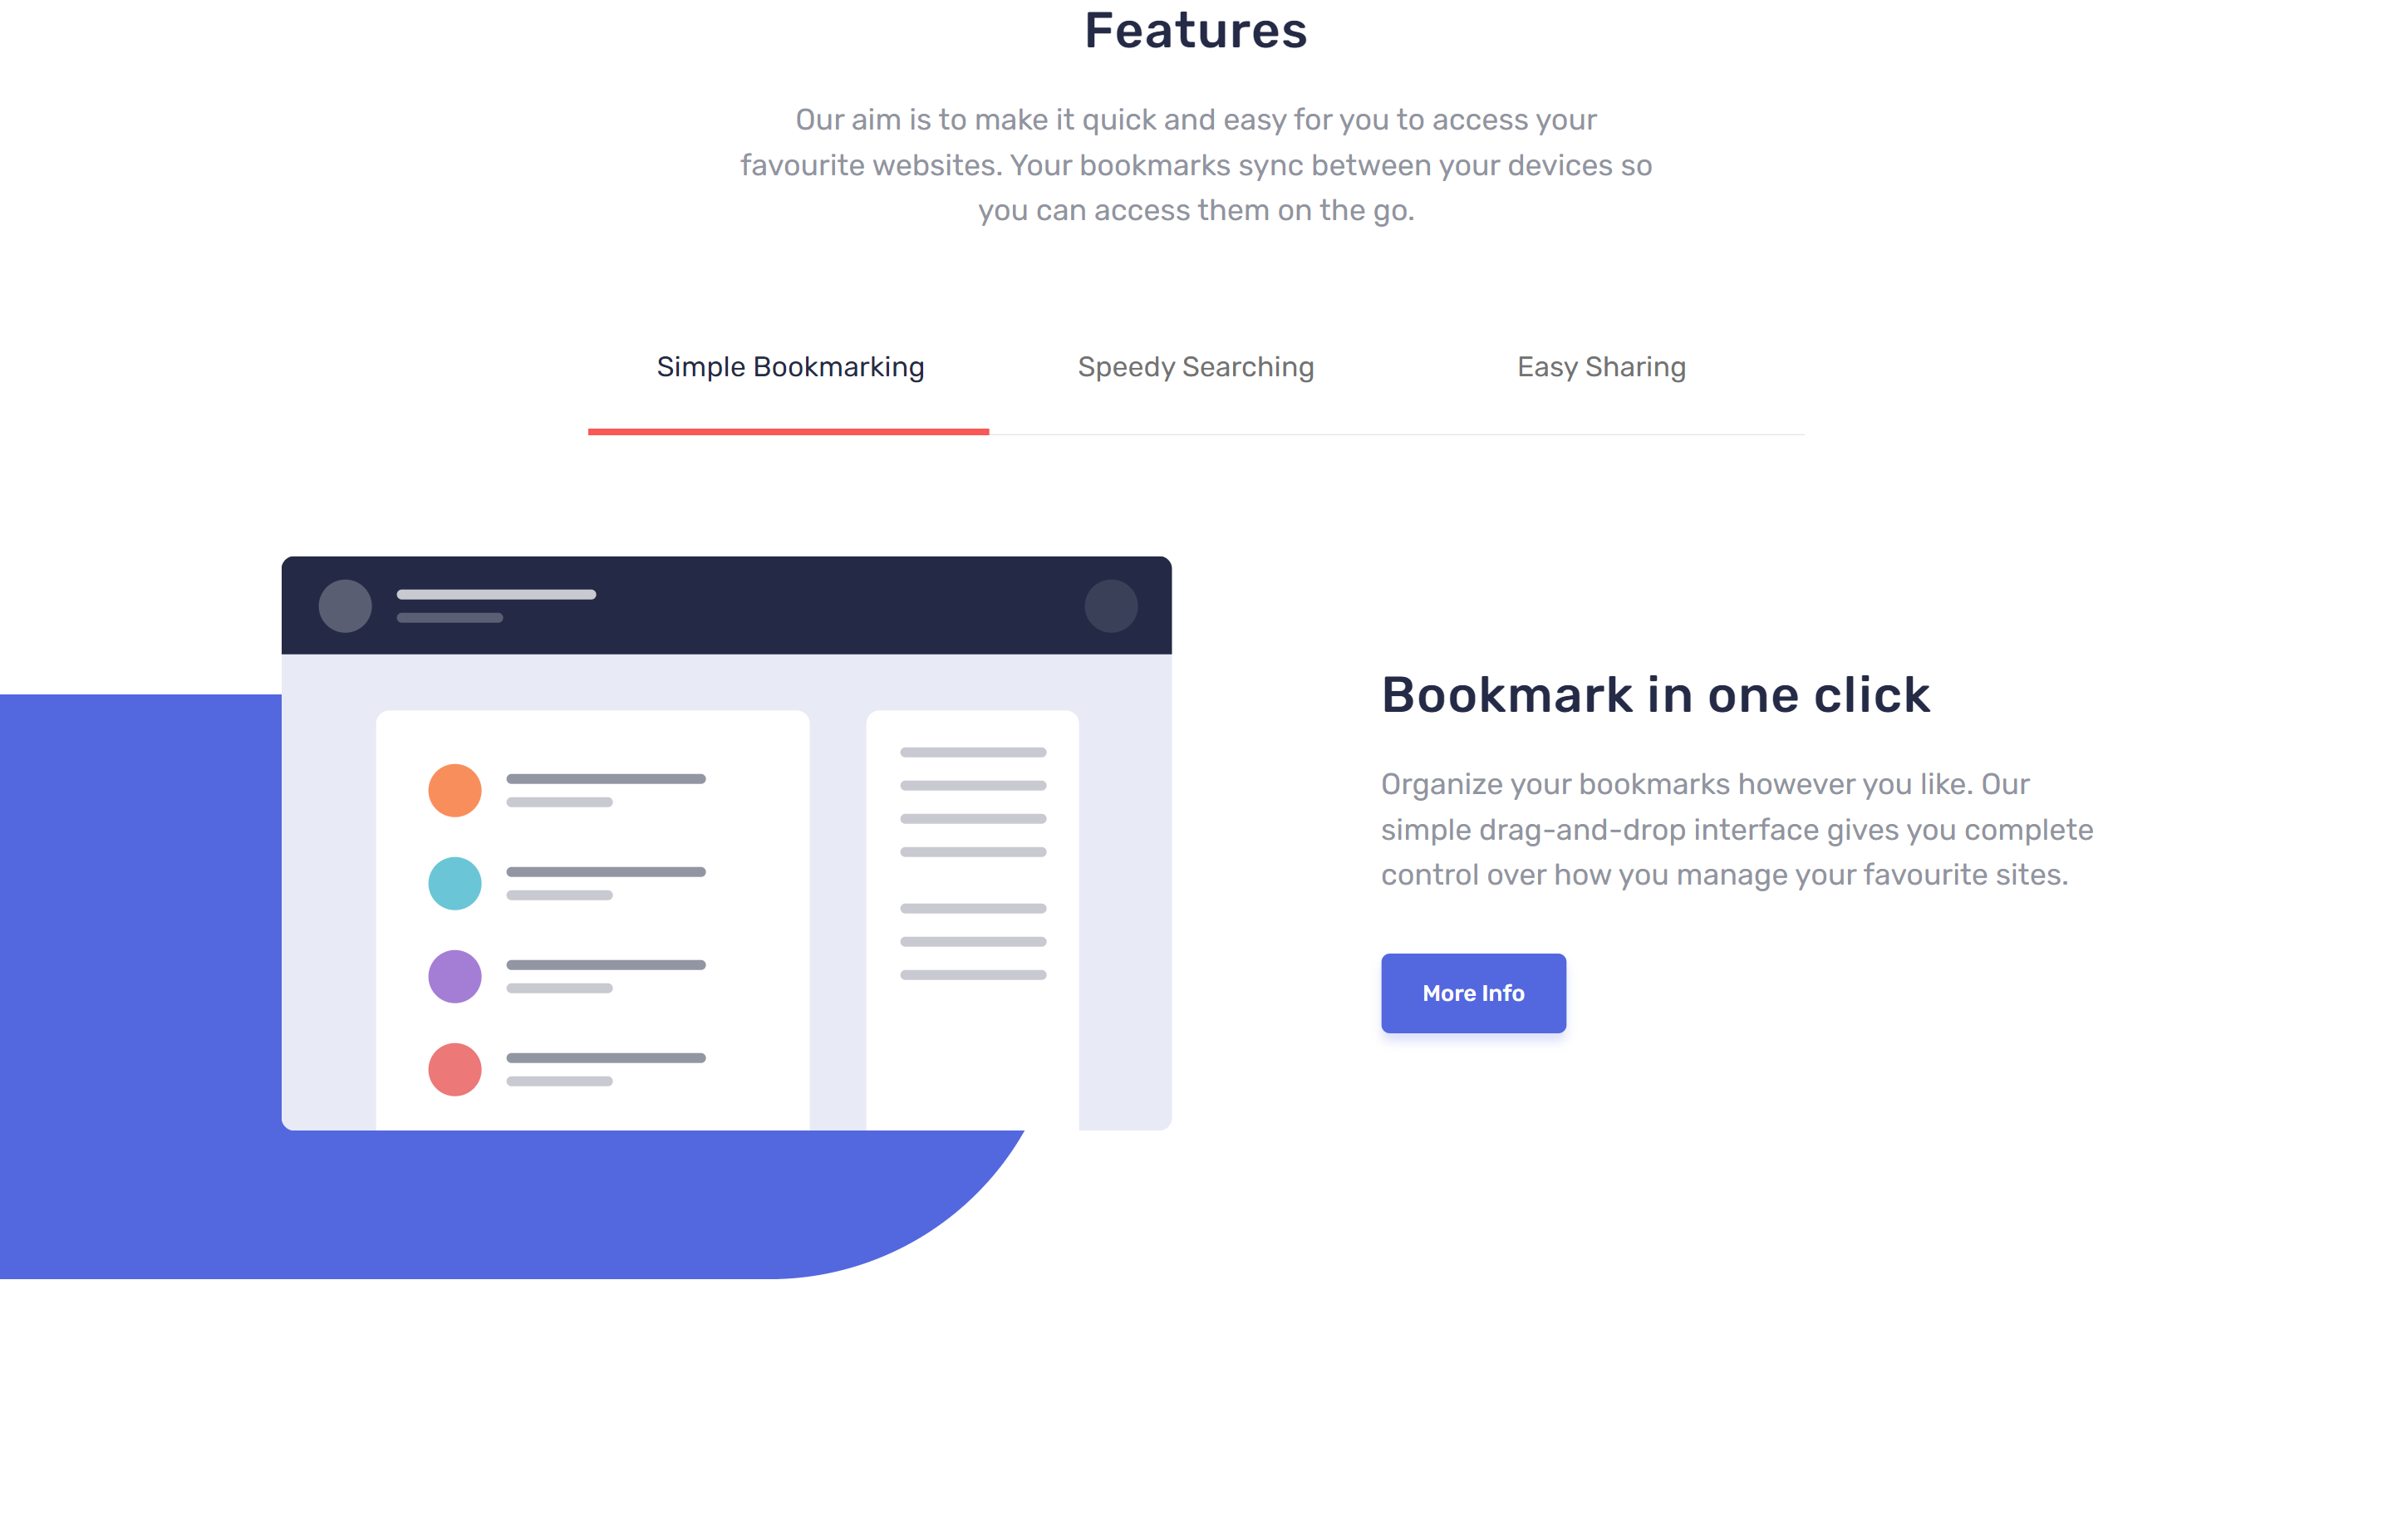 Features
Our aim is to make it quick and easy for you to access your
favourite websites. Your bookmarks sync between your devices so
you can access them on the go.
Simple Bookmarking
Speedy Searching
Easy Sharing
Bookmark in one click
Organize your bookmarks however you like. Our
simple drag-and-drop interface gives you complete
control over how you manage your favourite sites.
More Info